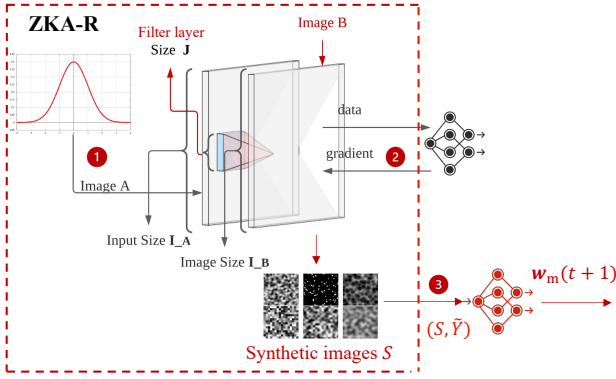 ZKA-R
Image B
Filter layer
Size J
data
1
gradient
2
Image A
Input Size I_A
Image Size I_B
3
w_m(t + 1)
(S, Ỹ)
Synthetic images S